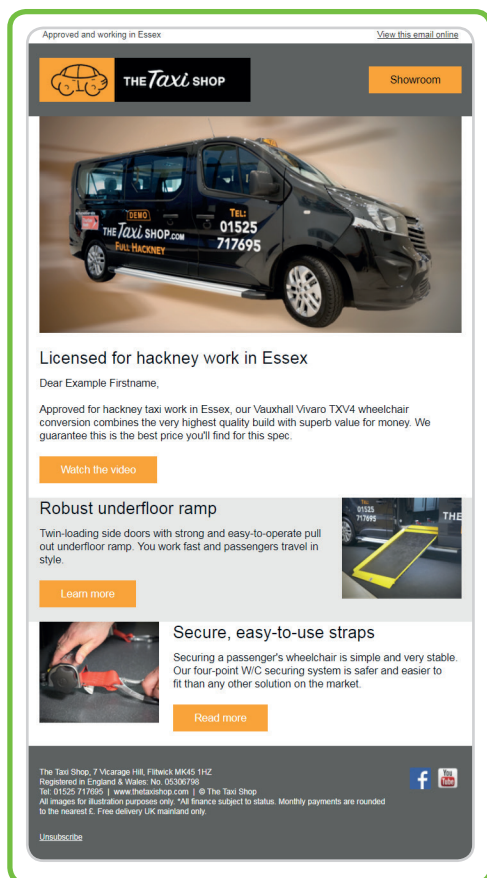 Approved and working in Essex
View this email online
THE Taxi SHOP
Showroom
DEMO
THE Taxi SHOP.COM
FULL HACKNEY
TEL:
01525
717695
Licensed for hackney work in Essex
Dear Example Firstname,
Approved for hackney taxi work in Essex, our Vauxhall Vivaro TXV4 wheelchair
conversion combines the very highest quality build with superb value for money. We
guarantee this is the best price you'll find for this spec.
Watch the video
Robust underfloor ramp
Twin-loading side doors with strong and easy-to-operate pull
out underfloor ramp. You work fast and passengers travel in
style.
Learn more
01525
717695
THE
Secure, easy-to-use straps
Securing a passenger's wheelchair is simple and very stable.
Our four-point W/C securing system is safer and easier to
fit than any other solution on the market.
Read more
The Taxi Shop, 7 Vicarage Hill, Flitwick MK45 1HZ
Registered in England & Wales: No. 05306798
Tel: 01525 717695 | www.thetaxishop.com | © The Taxi Shop
All images for illustration purposes only. *All finance subject to status. Monthly payments are rounded
to the nearest £. Free delivery UK mainland only.
f
You
Tube
Unsubscribe